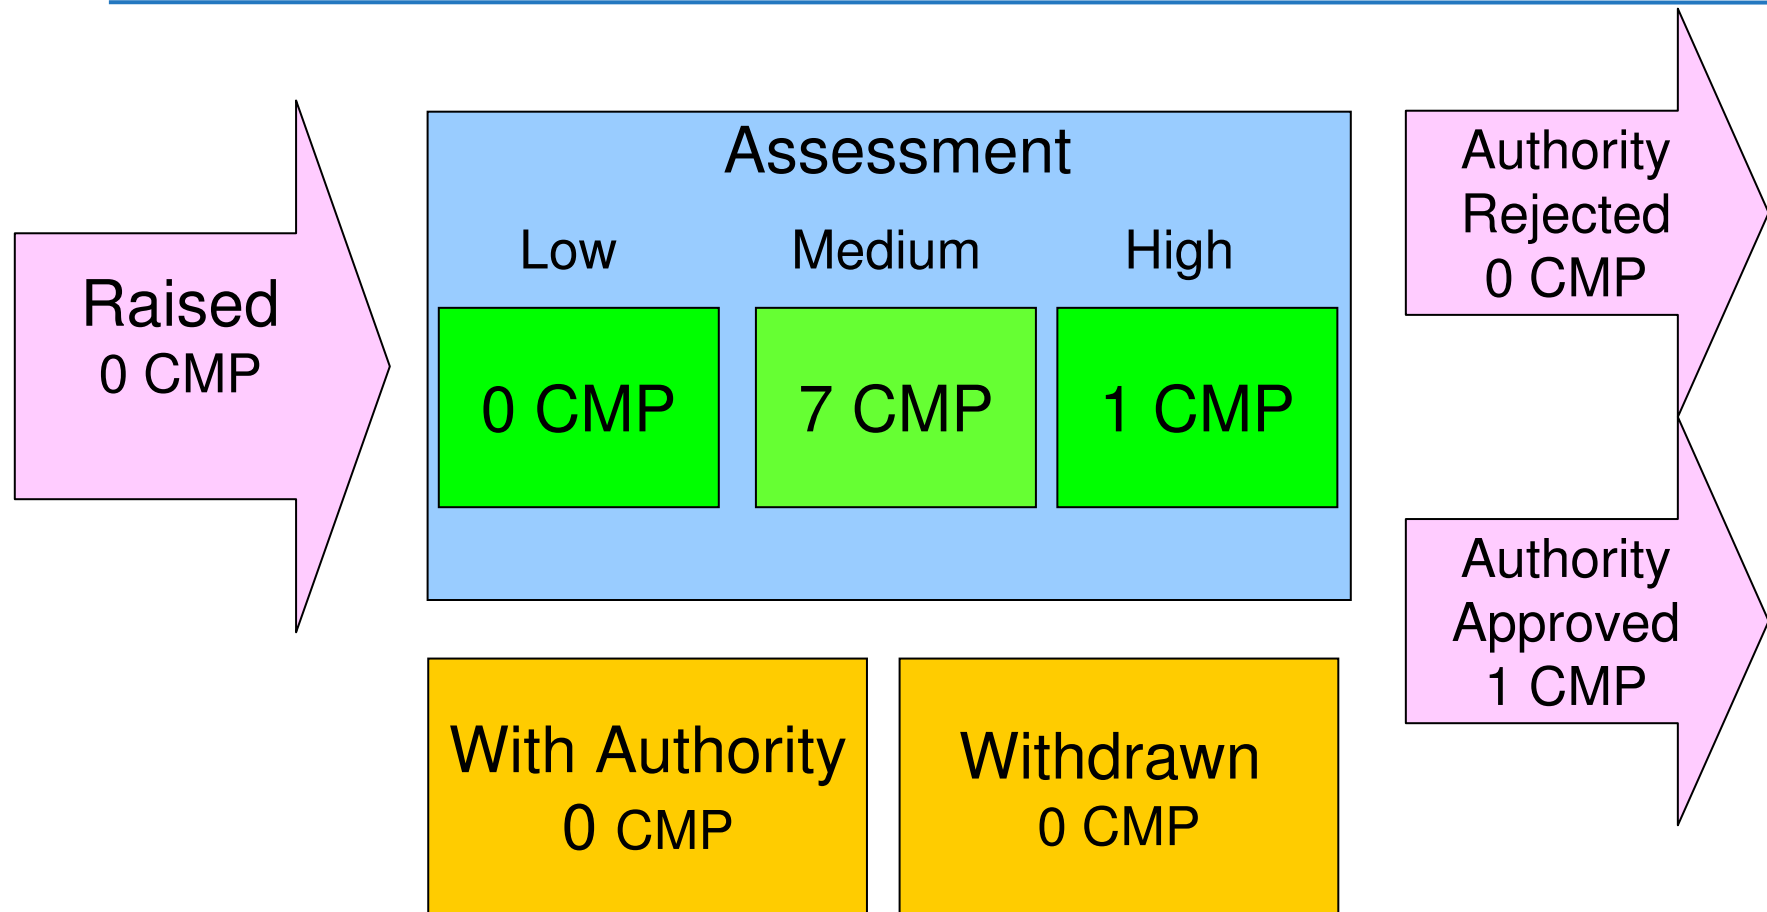 Raised
0 CMP
Assessment
Low
Medium
High
0 CMP
7 CMP
1 CMP
Authority
Rejected
0 CMP
Authority
Approved
1 CMP
With Authority
0 CMP
Withdrawn
0 CMP